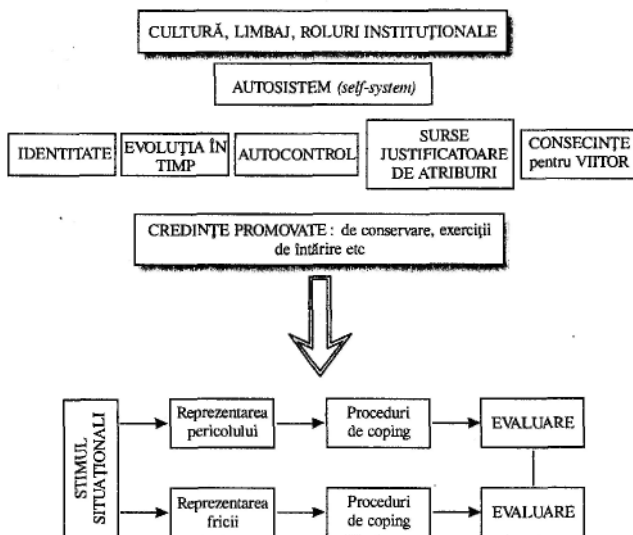 CULTURĂ, LIMBAJ, ROLURI INSTITUȚIONALE
AUTOSISTEM (self-system)
IDENTITATE
EVOLUȚIA ÎN
TIMP
AUTOCONTROL
SURSE
JUSTIFICATOARE
DE ATRIBUIRI
CONSECINȚE
pentru VIITOR
CREDINȚE PROMOVATE : de conservare, exerciții
de întărire etc
STIMUL
SITUAȚIONALI
Reprezentarea
pericolului
Proceduri
de coping
EVALUARE
Reprezentarea
fricii
Proceduri
de coping
EVALUARE